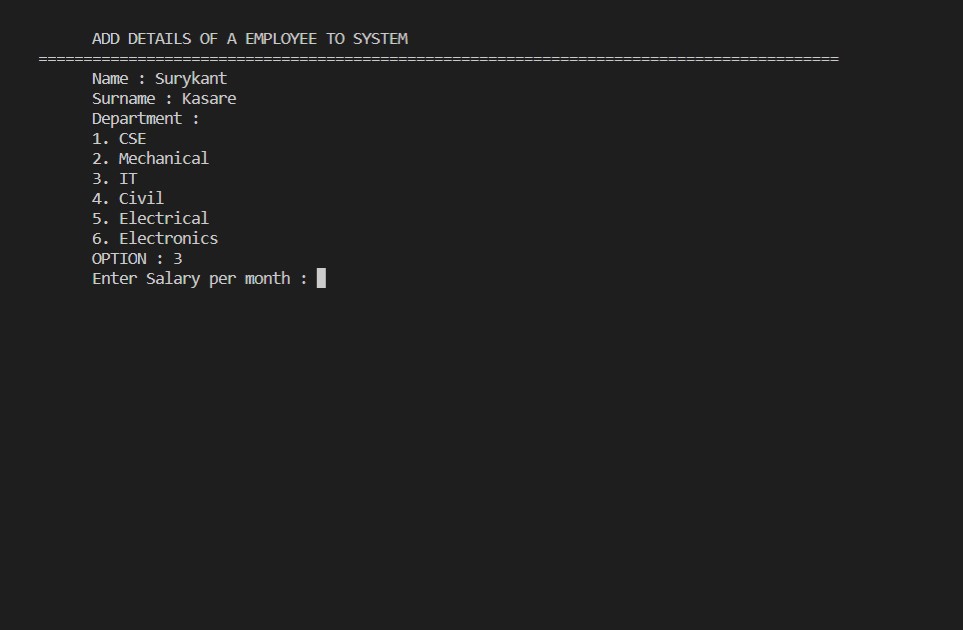 ADD DETAILS OF A EMPLOYEE TO SYSTEM
=========================================================================================
Name : Surykant
Surname : Kasare
Department :
1. CSE
2. Mechanical
3. IT
4. Civil
5. Electrical
6. Electronics
OPTION : 3
Enter Salary per month :